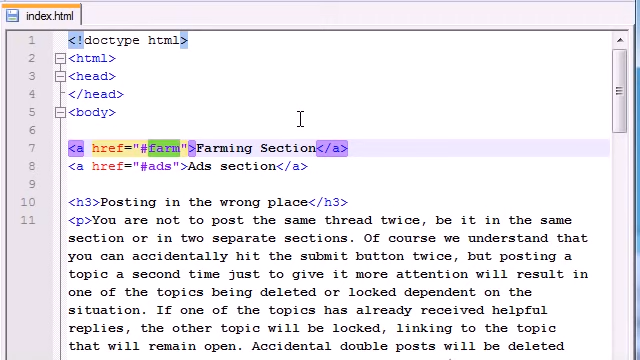 index.html
1 <!doctype html>
2 <html>
3 <head>
4 </head>
5 <body>
6
7 <a href="#farm">Farming Section</a>
8 <a href="#ads">Ads section</a>
9
10 <h3>Posting in the wrong place</h3>
11 <p>You are not to post the same thread twice, be it in the same
section or in two separate sections. Of course we understand that
you can accidentally hit the submit button twice, but posting a
topic a second time just to give it more attention will result in
one of the topics being deleted or locked dependent on the
situation. If one of the topics has already received helpful
replies, the other topic will be locked, linking to the topic
that will remain open. Accidental double posts will be deleted